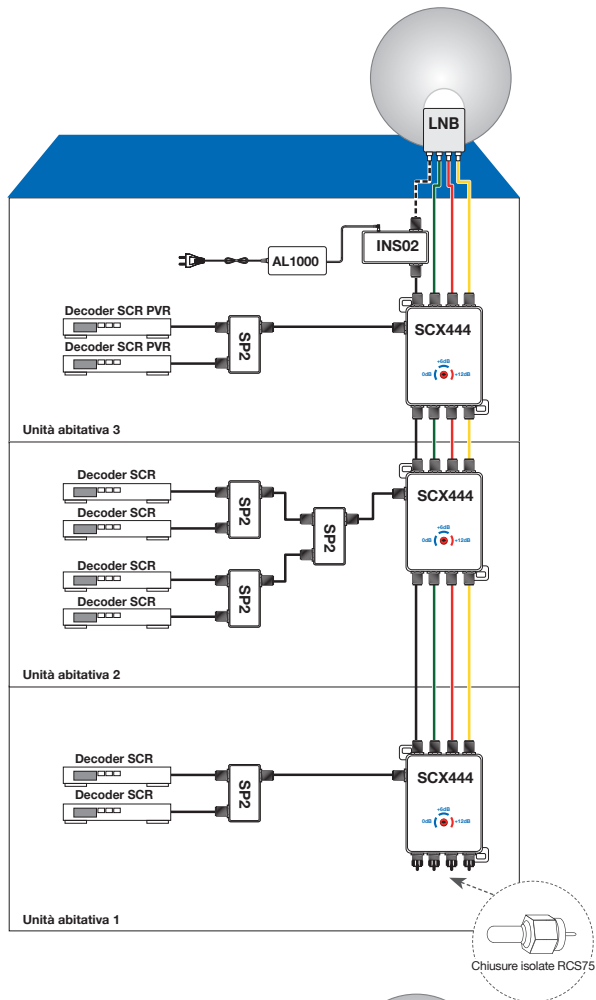 LNB
INS02
AL1000
Decoder SCR PVR
Decoder SCR PVR
SP2
SCX444
+6dB
0dB
+12dB
Unità abitativa 3
Decoder SCR
Decoder SCR
Decoder SCR
Decoder SCR
SP2
SP2
SP2
SCX444
+6dB
0dB
+12dB
Unità abitativa 2
Decoder SCR
Decoder SCR
SP2
SCX444
+6dB
0dB
+12dB
Unità abitativa 1
Chiusure isolate RCS75